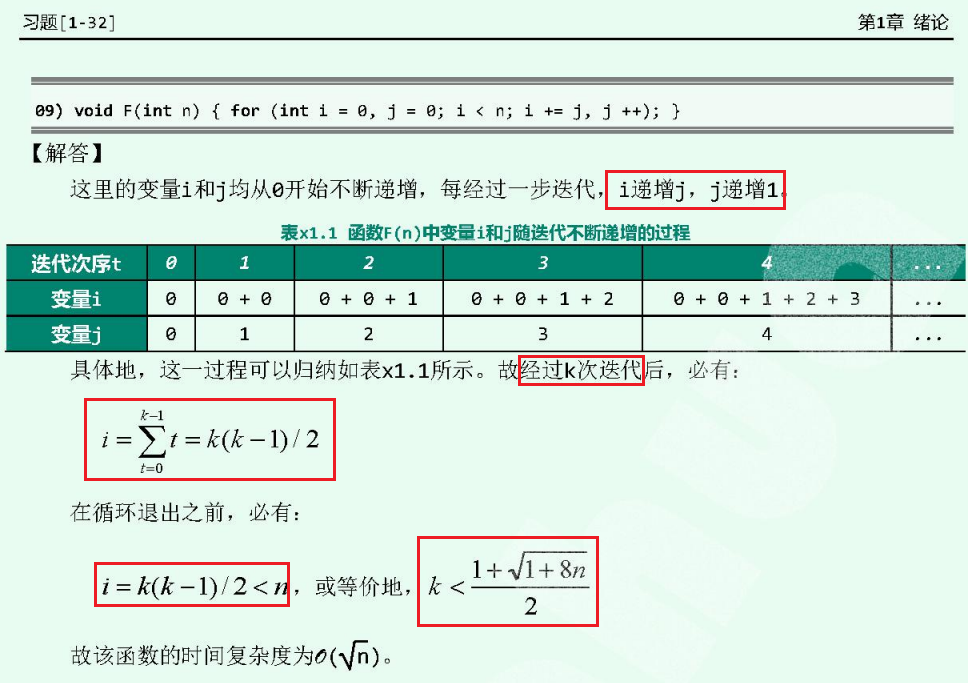 习题[1-32] 第1章 绪论
09) void F(int n) { for (int i = 0, j = 0; i < n; i += j, j ++); }
【解答】
这里的变量i和j均从0开始不断递增，每经过一步迭代，i递增j，j递增1。
表x1.1 函数F(n)中变量i和j随迭代不断递增的过程
迭代次序t 0 1 2 3 4 ...
变量i 0 0 + 0 0 + 0 + 1 0 + 0 + 1 + 2 0 + 0 + 1 + 2 + 3 ...
变量j 0 1 2 3 4 ...
具体地，这一过程可以归纳如表x1.1所示。故经过k次迭代后，必有：
i = ∑_{t=0}^{k−1} t = k(k −1) / 2
在循环退出之前，必有：
i = k(k −1) / 2 < n，或等价地，k < (1 + √(1 + 8n)) / 2
故该函数的时间复杂度为O(√n)。